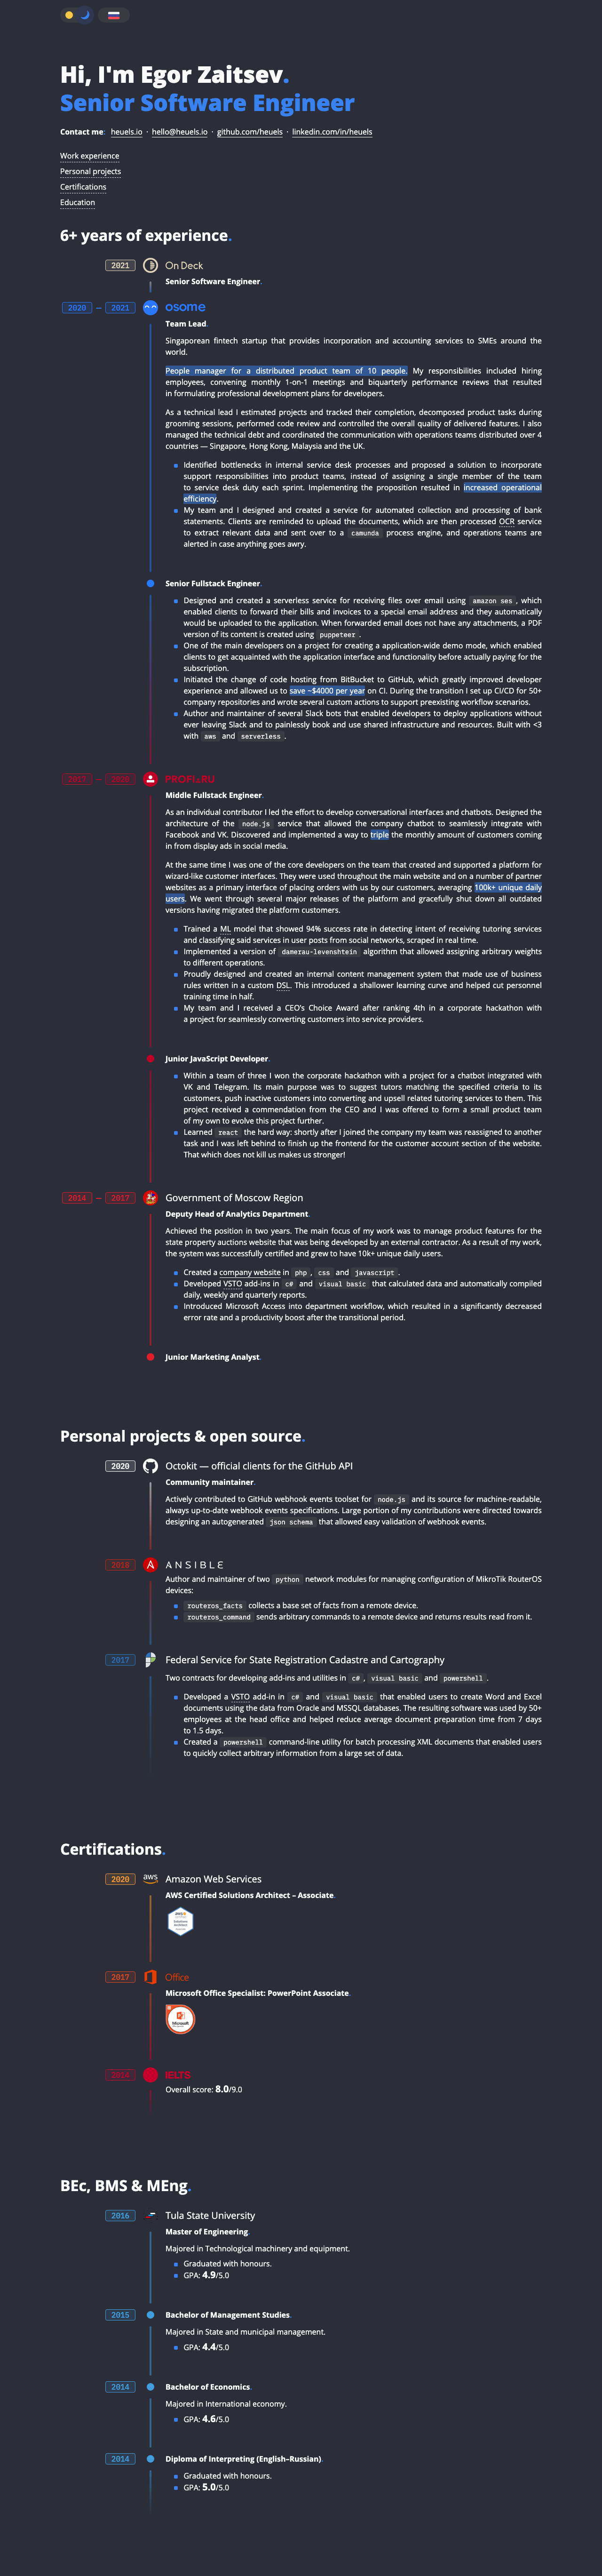 Hi, I'm Egor Zaitsev.
Senior Software Engineer
Contact me: heuels.io · hello@heuels.io · github.com/heuels · linkedin.com/in/heuels
Work experience
Personal projects
Certifications
Education
6+ years of experience.
2021 On Deck
Senior Software Engineer.
2020 — 2021 osome
Team Lead.
Singaporean fintech startup that provides incorporation and accounting services to SMEs around the
world.
People manager for a distributed product team of 10 people. My responsibilities included hiring
employees, convening monthly 1-on-1 meetings and biquarterly performance reviews that resulted
in formulating professional development plans for developers.
As a technical lead I estimated projects and tracked their completion, decomposed product tasks during
grooming sessions, performed code review and controlled the overall quality of delivered features. I also
managed the technical debt and coordinated the communication with operations teams distributed over 4
countries — Singapore, Hong Kong, Malaysia and the UK.
Identified bottlenecks in internal service desk processes and proposed a solution to incorporate
support responsibilities into product teams, instead of assigning a single member of the team
to service desk duty each sprint. Implementing the proposition resulted in increased operational
efficiency.
My team and I designed and created a service for automated collection and processing of bank
statements. Clients are reminded to upload the documents, which are then processed OCR service
to extract relevant data and sent over to a camunda process engine, and operations teams are
alerted in case anything goes awry.
Senior Fullstack Engineer.
Designed and created a serverless service for receiving files over email using amazon ses, which
enabled clients to forward their bills and invoices to a special email address and they automatically
would be uploaded to the application. When forwarded email does not have any attachments, a PDF
version of its content is created using puppeteer.
One of the main developers on a project for creating a application-wide demo mode, which enabled
clients to get acquainted with the application interface and functionality before actually paying for the
subscription.
Initiated the change of code hosting from BitBucket to GitHub, which greatly improved developer
experience and allowed us to save ~$4000 per year on CI. During the transition I set up CI/CD for 50+
company repositories and wrote several custom actions to support preexisting workflow scenarios.
Author and maintainer of several Slack bots that enabled developers to deploy applications without
ever leaving Slack and to painlessly book and use shared infrastructure and resources. Built with <3
with aws and serverless.
2017 — 2020 PROFI.RU
Middle Fullstack Engineer.
As an individual contributor I led the effort to develop conversational interfaces and chatbots. Designed the
architecture of the node.js service that allowed the company chatbot to seamlessly integrate with
Facebook and VK. Discovered and implemented a way to triple the monthly amount of customers coming
in from display ads in social media.
At the same time I was one of the core developers on the team that created and supported a platform for
wizard-like customer interfaces. They were used throughout the main website and on a number of partner
websites as a primary interface of placing orders with us by our customers, averaging 100k+ unique daily
users. We went through several major releases of the platform and gracefully shut down all outdated
versions having migrated the platform customers.
Trained a ML model that showed 94% success rate in detecting intent of receiving tutoring services
and classifying said services in user posts from social networks, scraped in real time.
Implemented a version of damerau-levenshtein algorithm that allowed assigning arbitrary weights
to different operations.
Proudly designed and created an internal content management system that made use of business
rules written in a custom DSL. This introduced a shallower learning curve and helped cut personnel
training time in half.
My team and I received a CEO's Choice Award after ranking 4th in a corporate hackathon with
a project for seamlessly converting customers into service providers.
Junior JavaScript Developer.
Within a team of three I won the corporate hackathon with a project for a chatbot integrated with
VK and Telegram. Its main purpose was to suggest tutors matching the specified criteria to its
customers, push inactive customers into converting and upsell related tutoring services to them. This
project received a commendation from the CEO and I was offered to form a small product team
of my own to evolve this project further.
Learned react the hard way: shortly after I joined the company my team was reassigned to another
task and I was left behind to finish up the frontend for the customer account section of the website.
That which does not kill us makes us stronger!
2014 — 2017 Government of Moscow Region
Deputy Head of Analytics Department.
Achieved the position in two years. The main focus of my work was to manage product features for the
state property auctions website that was being developed by an external contractor. As a result of my work,
the system was successfully certified and grew to have 10k+ unique daily users.
Created a company website in php, css and javascript.
Developed VSTO add-ins in c# and visual basic that calculated data and automatically compiled
daily, weekly and quarterly reports.
Introduced Microsoft Access into department workflow, which resulted in a significantly decreased
error rate and a productivity boost after the transitional period.
Junior Marketing Analyst.
Personal projects & open source.
2020 Octokit — official clients for the GitHub API
Community maintainer.
Actively contributed to GitHub webhook events toolset for node.js and its source for machine-readable,
always up-to-date webhook events specifications. Large portion of my contributions were directed towards
designing an autogenerated json schema that allowed easy validation of webhook events.
2018 ANSIBLE
Author and maintainer of two python network modules for managing configuration of MikroTik RouterOS
devices:
routeros_facts collects a base set of facts from a remote device.
routeros_command sends arbitrary commands to a remote device and returns results read from it.
2017 Federal Service for State Registration Cadastre and Cartography
Two contracts for developing add-ins and utilities in c#, visual basic and powershell.
Developed a VSTO add-in in c# and visual basic that enabled users to create Word and Excel
documents using the data from Oracle and MSSQL databases. The resulting software was used by 50+
employees at the head office and helped reduce average document preparation time from 7 days
to 1.5 days.
Created a powershell command-line utility for batch processing XML documents that enabled users
to quickly collect arbitrary information from a large set of data.
Certifications.
2020 aws Amazon Web Services
AWS Certified Solutions Architect – Associate.
2017 Office
Microsoft Office Specialist: PowerPoint Associate.
Microsoft
2014 IELTS
Overall score: 8.0/9.0
BEc, BMS & MEng.
2016 Tula State University
Master of Engineering.
Majored in Technological machinery and equipment.
Graduated with honours.
GPA: 4.9/5.0
2015 Bachelor of Management Studies.
Majored in State and municipal management.
GPA: 4.4/5.0
2014 Bachelor of Economics.
Majored in International economy.
GPA: 4.6/5.0
2014 Diploma of Interpreting (English–Russian).
Graduated with honours.
GPA: 5.0/5.0